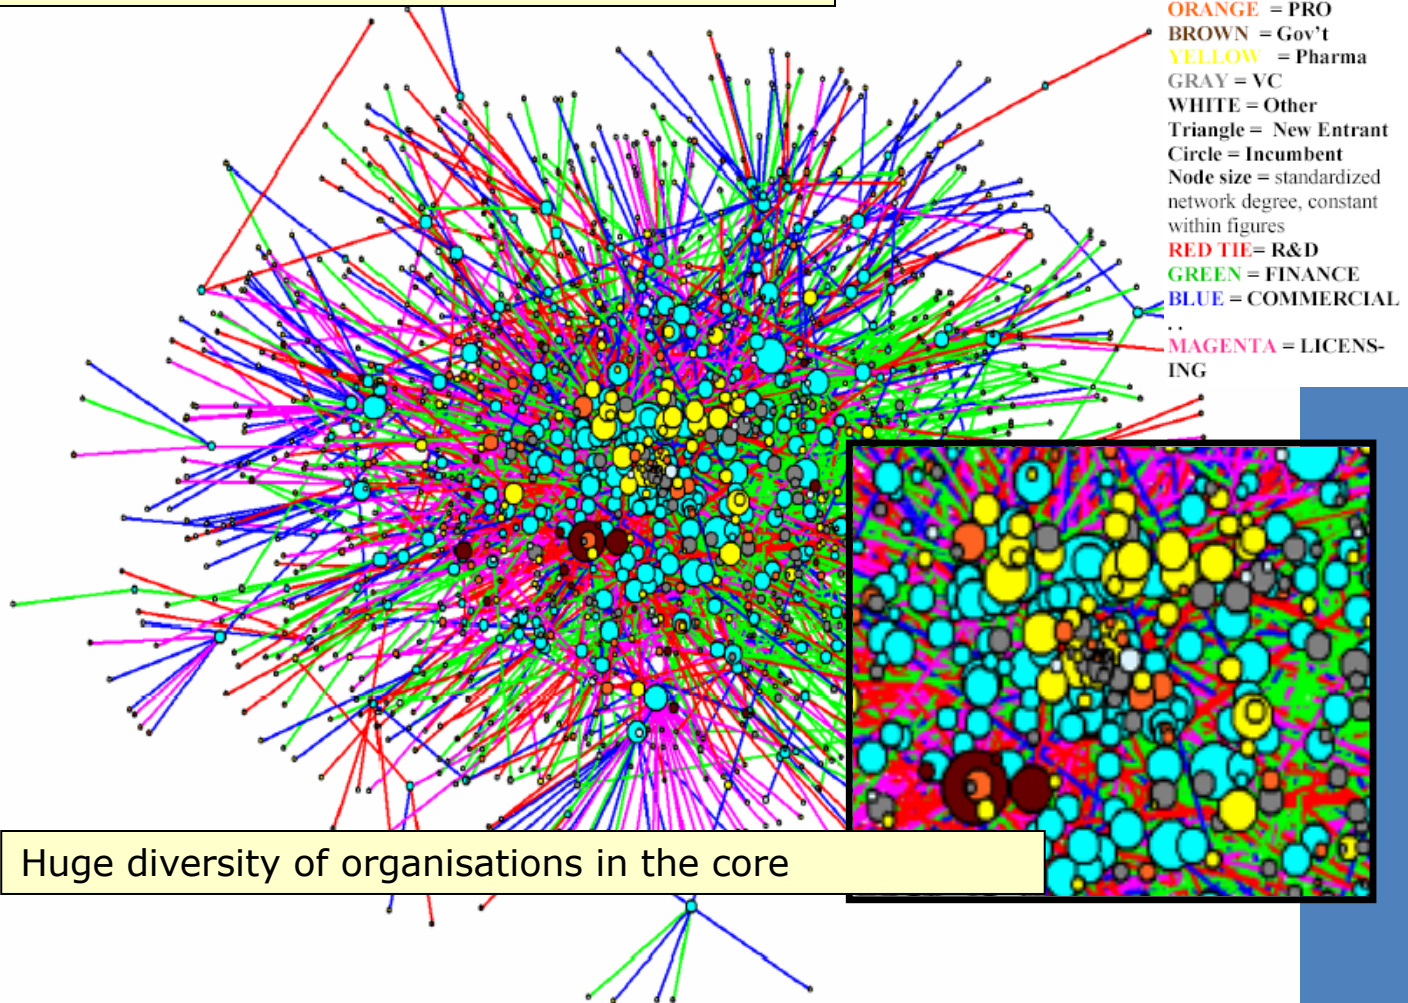 ORANGE = PRO
BROWN = Gov't
YELLOW = Pharma
GRAY = VC
WHITE = Other
Triangle = New Entrant
Circle = Incumbent
Node size = standardized
network degree, constant
within figures
RED TIE= R&D
GREEN = FINANCE
BLUE = COMMERCIAL
..
MAGENTA = LICENS-
ING
Huge diversity of organisations in the core